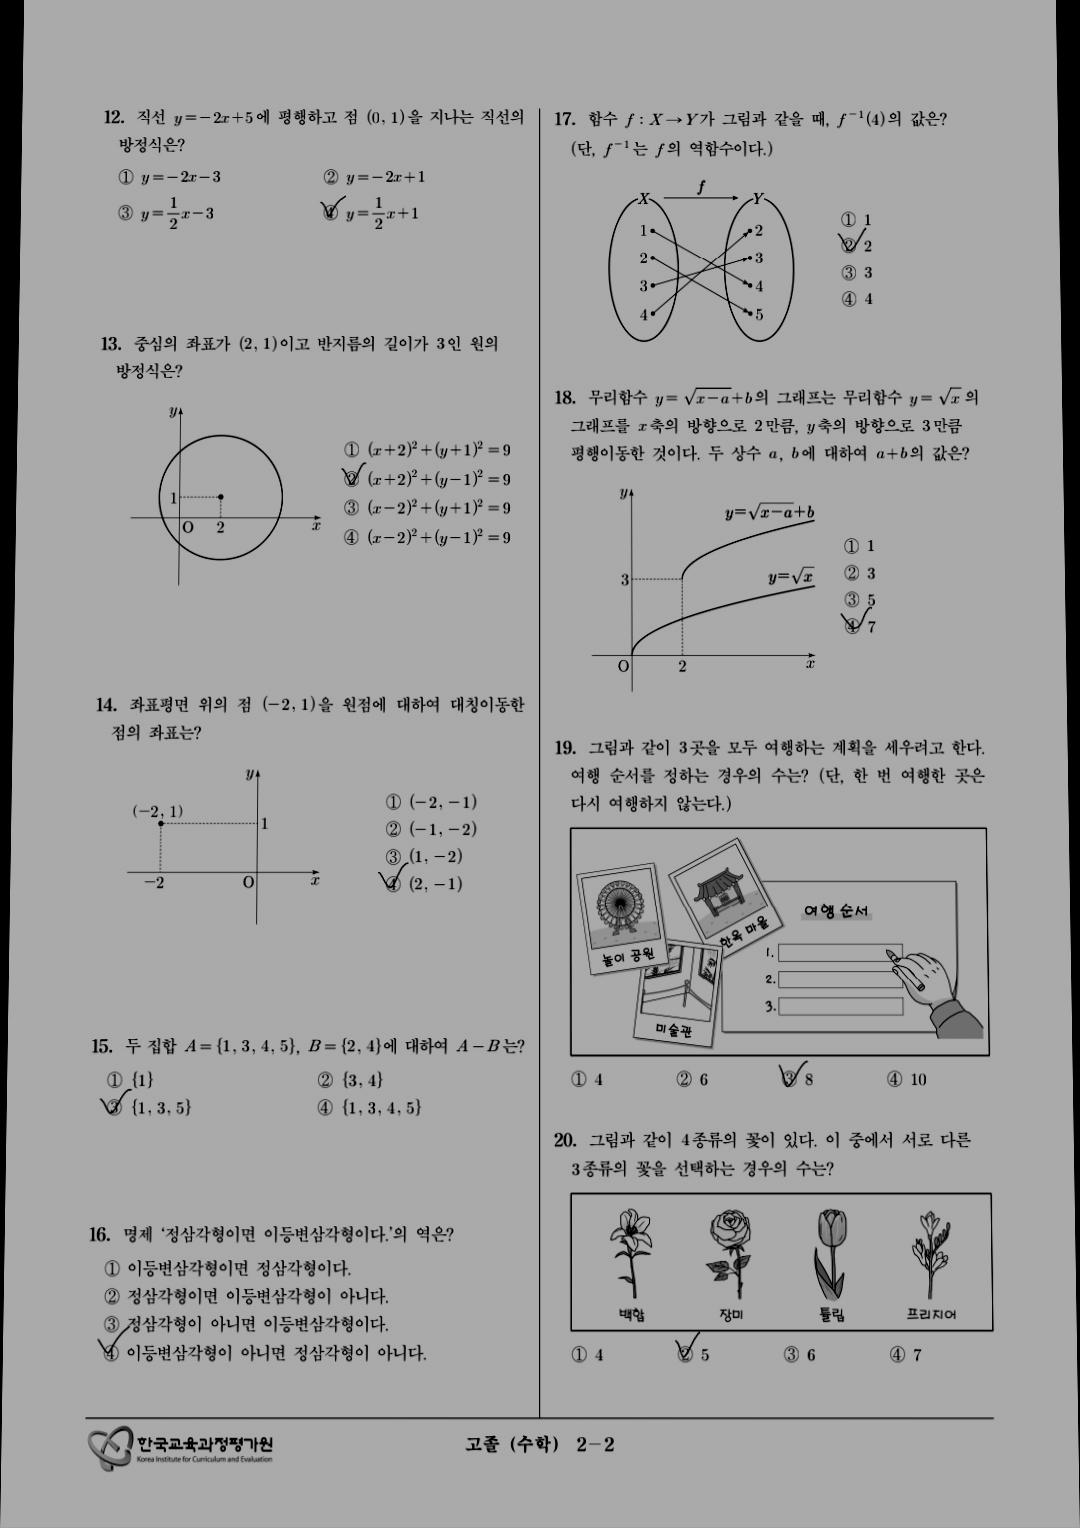 12. 직선 y=-2x+5에 평행하고 점 (0, 1)을 지나는 직선의
방정식은?
① y=-2x-3 ② y=-2x+1
③ y=1/2x-3 ④ y=1/2x+1
13. 중심의 좌표가 (2, 1)이고 반지름의 길이가 3인 원의
방정식은?
y
1
O 2 x
① (x+2)²+(y+1)²=9
② (x+2)²+(y-1)²=9
③ (x-2)²+(y+1)²=9
④ (x-2)²+(y-1)²=9
14. 좌표평면 위의 점 (-2, 1)을 원점에 대하여 대칭이동한
점의 좌표는?
y
(-2, 1)
1
-2 O x
① (-2, -1)
② (-1, -2)
③ (1, -2)
④ (2, -1)
15. 두 집합 A={1, 3, 4, 5}, B={2, 4}에 대하여 A-B는?
① {1} ② {3, 4}
③ {1, 3, 5} ④ {1, 3, 4, 5}
16. 명제 ‘정삼각형이면 이등변삼각형이다.’의 역은?
① 이등변삼각형이면 정삼각형이다.
② 정삼각형이면 이등변삼각형이 아니다.
③ 정삼각형이 아니면 이등변삼각형이다.
④ 이등변삼각형이 아니면 정삼각형이 아니다.
17. 함수 f : X→Y가 그림과 같을 때, f⁻¹(4)의 값은?
(단, f⁻¹는 f의 역함수이다.)
X f Y
1 2
2 3
3 4
4 5
① 1
② 2
③ 3
④ 4
18. 무리함수 y=√(x-a)+b의 그래프는 무리함수 y=√x의
그래프를 x축의 방향으로 2만큼, y축의 방향으로 3만큼
평행이동한 것이다. 두 상수 a, b에 대하여 a+b의 값은?
y
y=√(x-a)+b
3
y=√x
O 2 x
① 1
② 3
③ 5
④ 7
19. 그림과 같이 3곳을 모두 여행하는 계획을 세우려고 한다.
여행 순서를 정하는 경우의 수는? (단, 한 번 여행한 곳은
다시 여행하지 않는다.)
놀이 공원
한옥 마을
미술관
여행 순서
1.
2.
3.
① 4 ② 6 ③ 8 ④ 10
20. 그림과 같이 4종류의 꽃이 있다. 이 중에서 서로 다른
3종류의 꽃을 선택하는 경우의 수는?
백합 장미 튤립 프리지어
① 4 ② 5 ③ 6 ④ 7
한국교육과정평가원
Korea Institute for Curriculum and Evaluation
고졸 (수학) 2-2